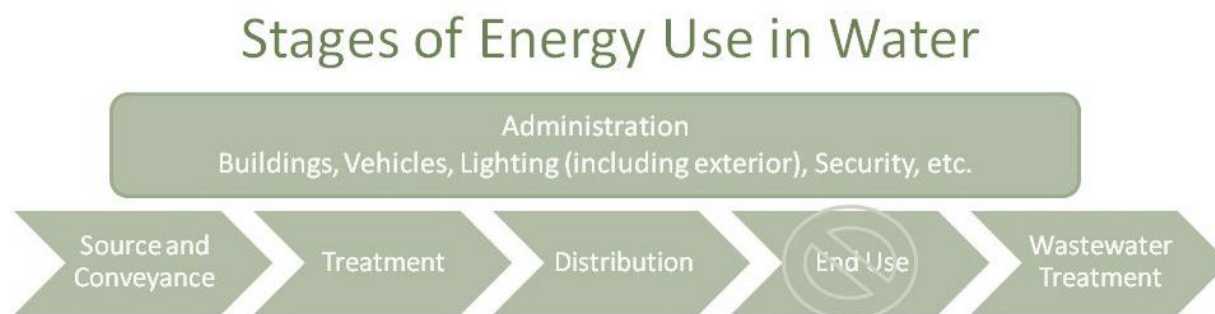 Stages of Energy Use in Water
Administration
Buildings, Vehicles, Lighting (including exterior), Security, etc.
Source and
Conveyance
Treatment
Distribution
End Use
Wastewater
Treatment